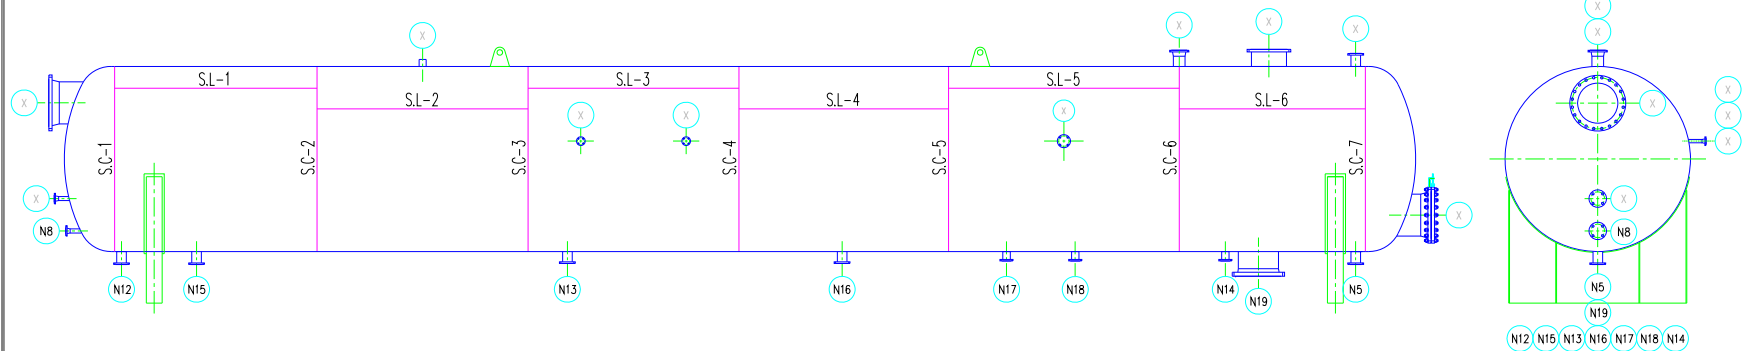 X X X X X
X
S.L-1 S.L-3 S.L-5
S.L-2 S.L-4 S.L-6
X X
X X X X X
X
X
S.C-1 S.C-2 S.C-3 S.C-4 S.C-5 S.C-6 S.C-7
X X
X
N8 N8
N12 N15 N13 N16 N17 N18 N14 N5 N5
N19
N19
N12 N15 N13 N16 N17 N18 N14